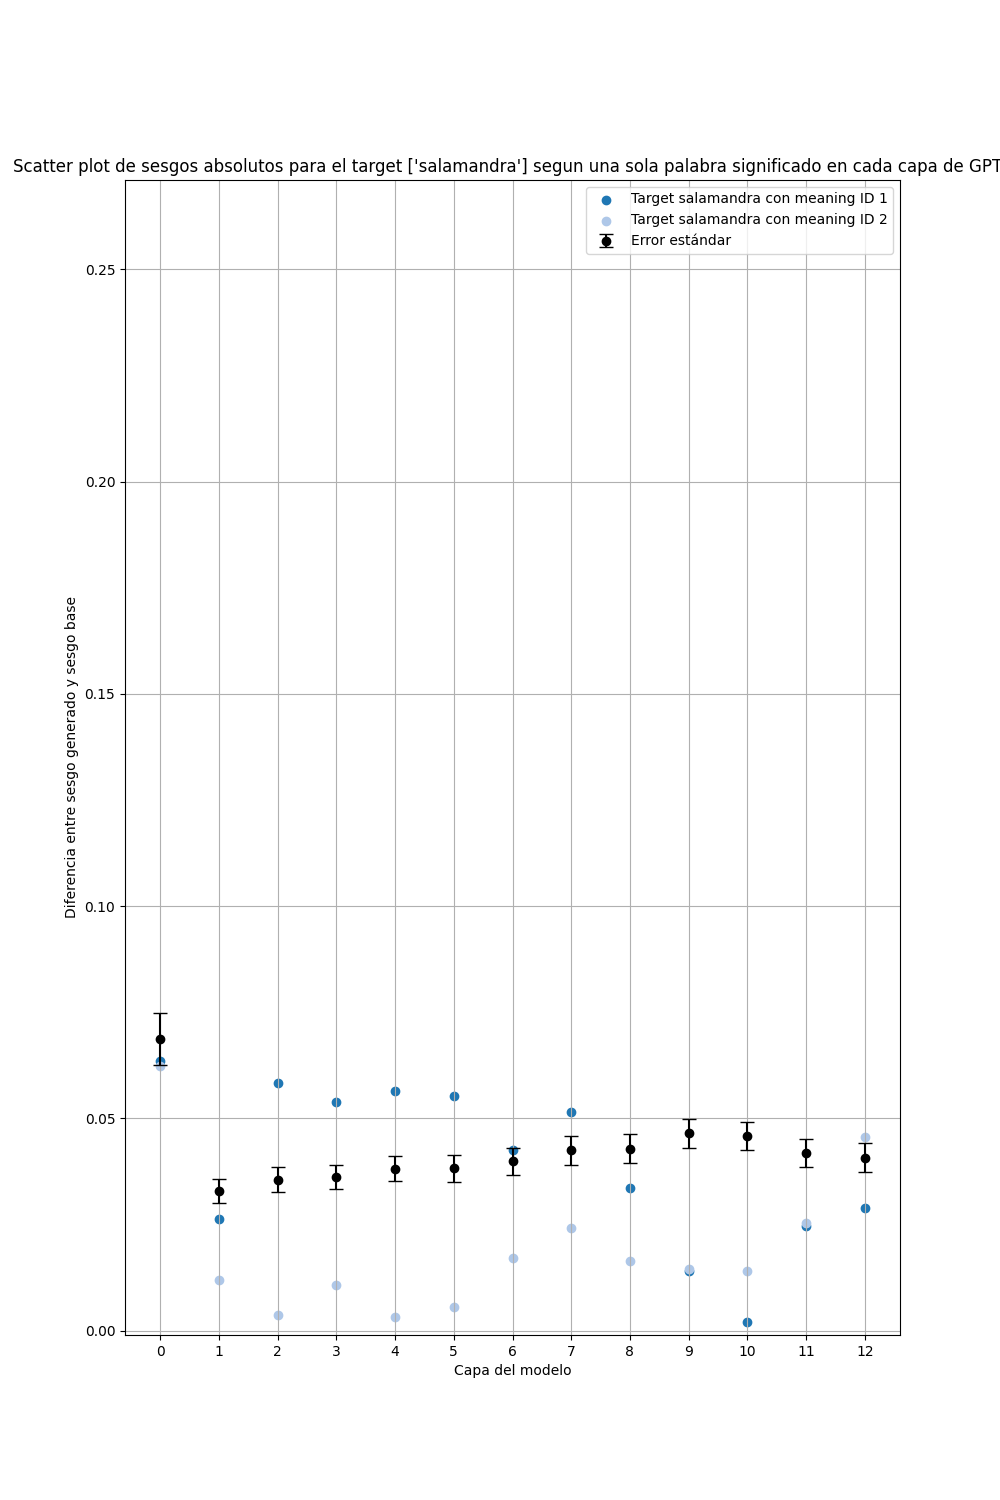 Scatter plot de sesgos absolutos para el target ['salamandra'] segun una sola palabra significado en cada capa de GPT
Target salamandra con meaning ID 1
Target salamandra con meaning ID 2
Error estándar
0.25
0.20
0.15
0.10
0.05
0.00
Diferencia entre sesgo generado y sesgo base
0 1 2 3 4 5 6 7 8 9 10 11 12
Capa del modelo